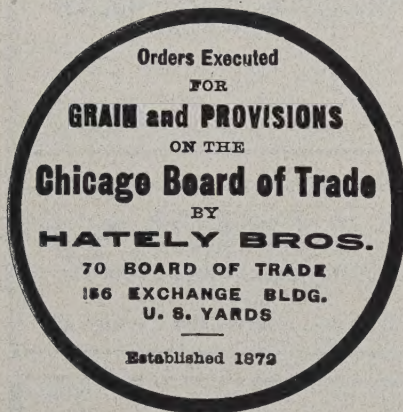 Orders Executed
FOR
GRAIN and PROVISIONS
ON THE
Chicago Board of Trade
BY
HATELY BROS.
70 BOARD OF TRADE
156 EXCHANGE BLDG.
U. S. YARDS
Established 1872